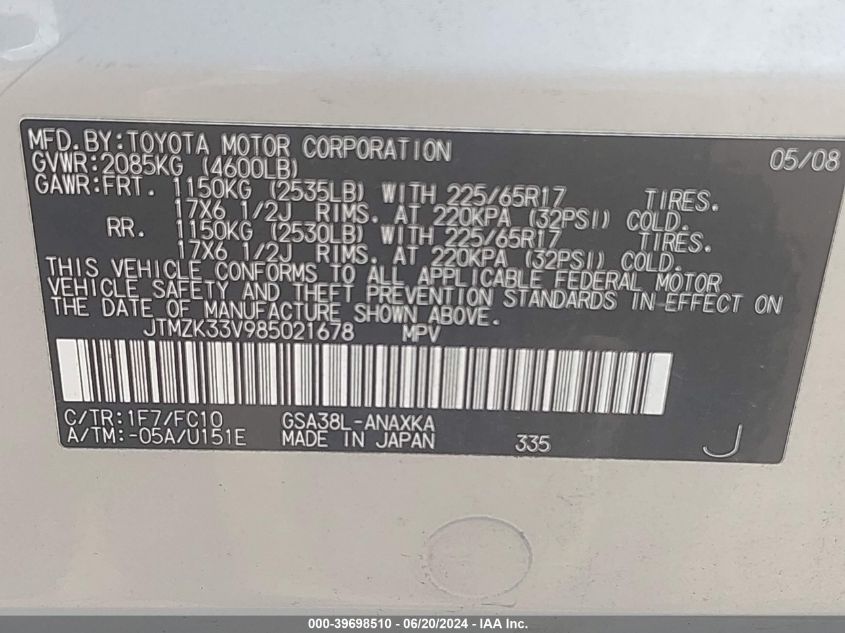 MFD.BY:TOYOTA MOTOR CORPORATION 05/08
GVWR:2085KG (4600LB)
GAWR:FRT. 1150KG (2535LB) WITH 225/65R17 TIRES.
17X6 1/2J RIMS. AT 220KPA (32PSI) COLD.
RR. 1150KG (2530LB) WITH 225/65R17 TIRES.
17X6 1/2J RIMS. AT 220KPA (32PSI) COLD.
THIS VEHICLE CONFORMS TO ALL APPLICABLE FEDERAL MOTOR
VEHICLE SAFETY AND THEFT PREVENTION STANDARDS IN EFFECT ON
THE DATE OF MANUFACTURE SHOWN ABOVE.
JTMZK33V985021678 MPV
C/TR:1F7/FC10 GSA38L-ANAXKA
A/TM:-05A/U151E MADE IN JAPAN 335 J
000-39698510 - 06/20/2024 - IAA Inc.